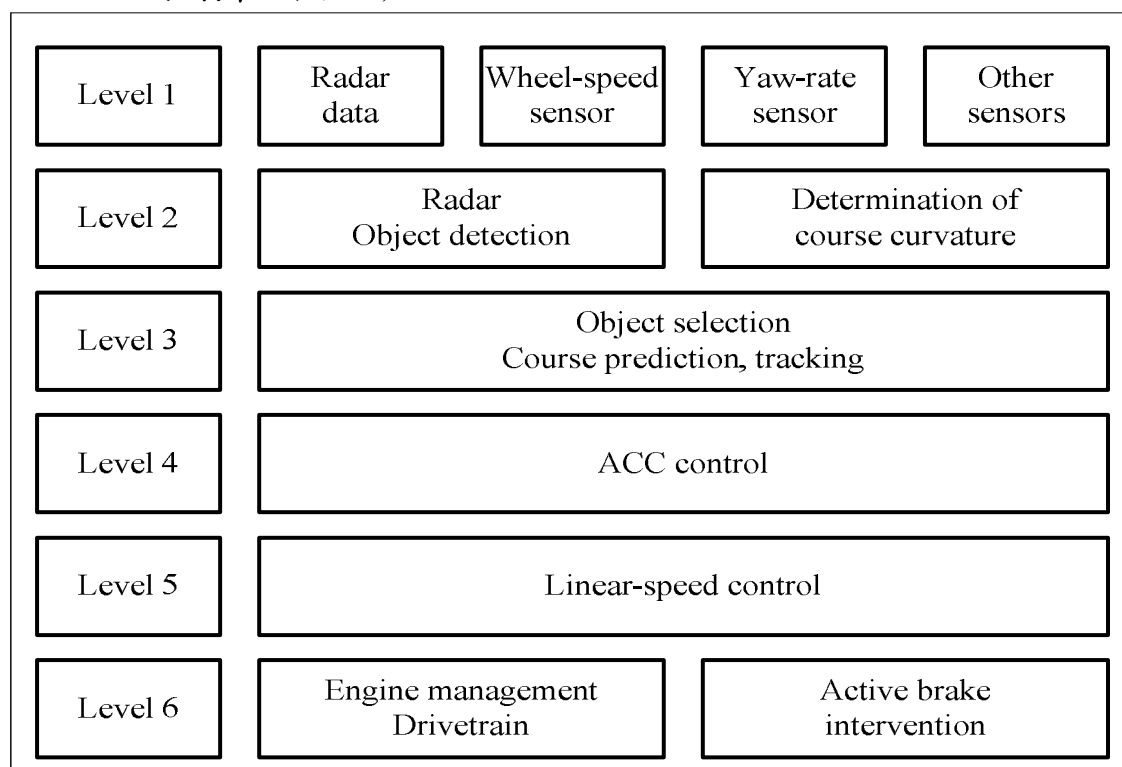 Level 1
Radar
data
Wheel-speed
sensor
Yaw-rate
sensor
Other
sensors
Level 2
Radar
Object detection
Determination of
course curvature
Level 3
Object selection
Course prediction, tracking
Level 4
ACC control
Level 5
Linear-speed control
Level 6
Engine management
Drivetrain
Active brake
intervention